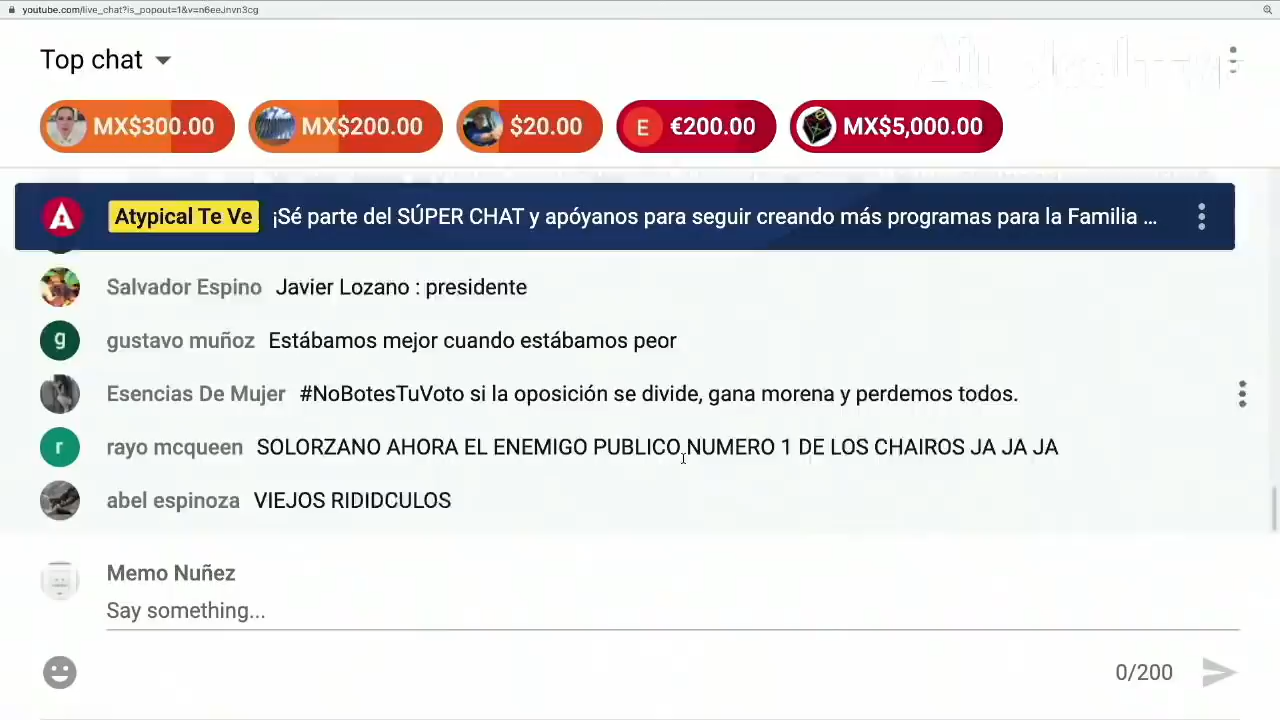 youtube.com/live_chat?is_popout=1&v=n6eeJnvn3cg
Top chat
MX$300.00 MX$200.00 $20.00 E €200.00 MX$5,000.00
A Atypical Te Ve ¡Sé parte del SÚPER CHAT y apóyanos para seguir creando más programas para la Familia ...
Salvador Espino Javier Lozano : presidente
g gustavo muñoz Estábamos mejor cuando estábamos peor
Esencias De Mujer #NoBotesTuVoto si la oposición se divide, gana morena y perdemos todos.
r rayo mcqueen SOLORZANO AHORA EL ENEMIGO PUBLICO NUMERO 1 DE LOS CHAIROS JA JA JA
abel espinoza VIEJOS RIDIDCULOS
Memo Nuñez
Say something...
0/200